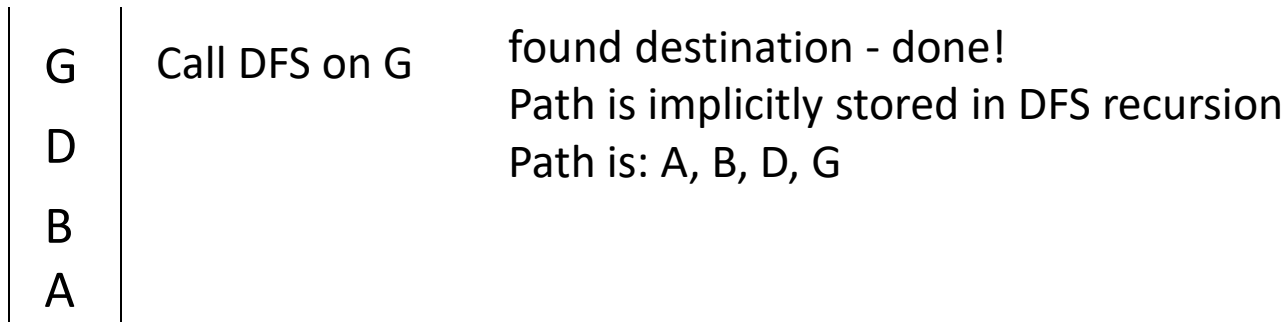 G
D
B
A
Call DFS on G
found destination - done!
Path is implicitly stored in DFS recursion
Path is: A, B, D, G